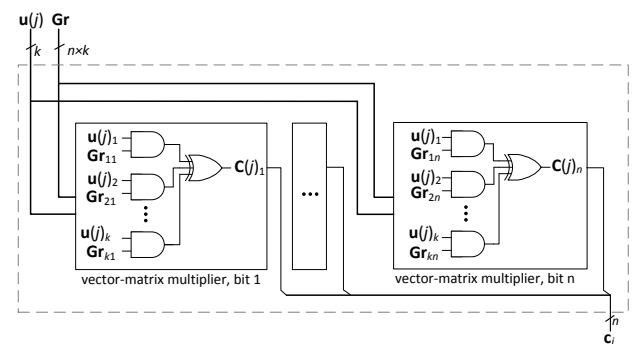 u(j) Gr
k n×k
u(j)1
Gr11
u(j)2
Gr21
u(j)k
Grk1
C(j)1
vector-matrix multiplier, bit 1
...
u(j)1
Gr1n
u(j)2
Gr2n
u(j)k
Grkn
C(j)n
vector-matrix multiplier, bit n
n
ci